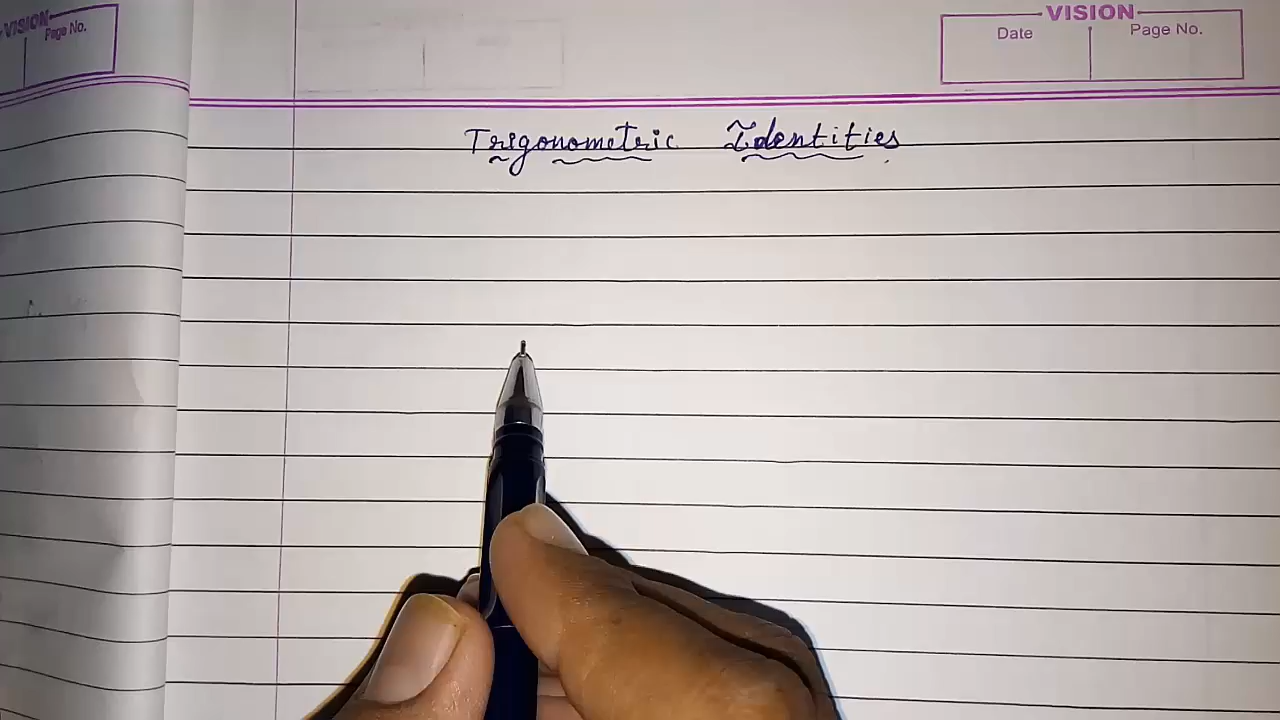 VISION
Page No.
VISION
Date
Page No.
Trigonometric Identities